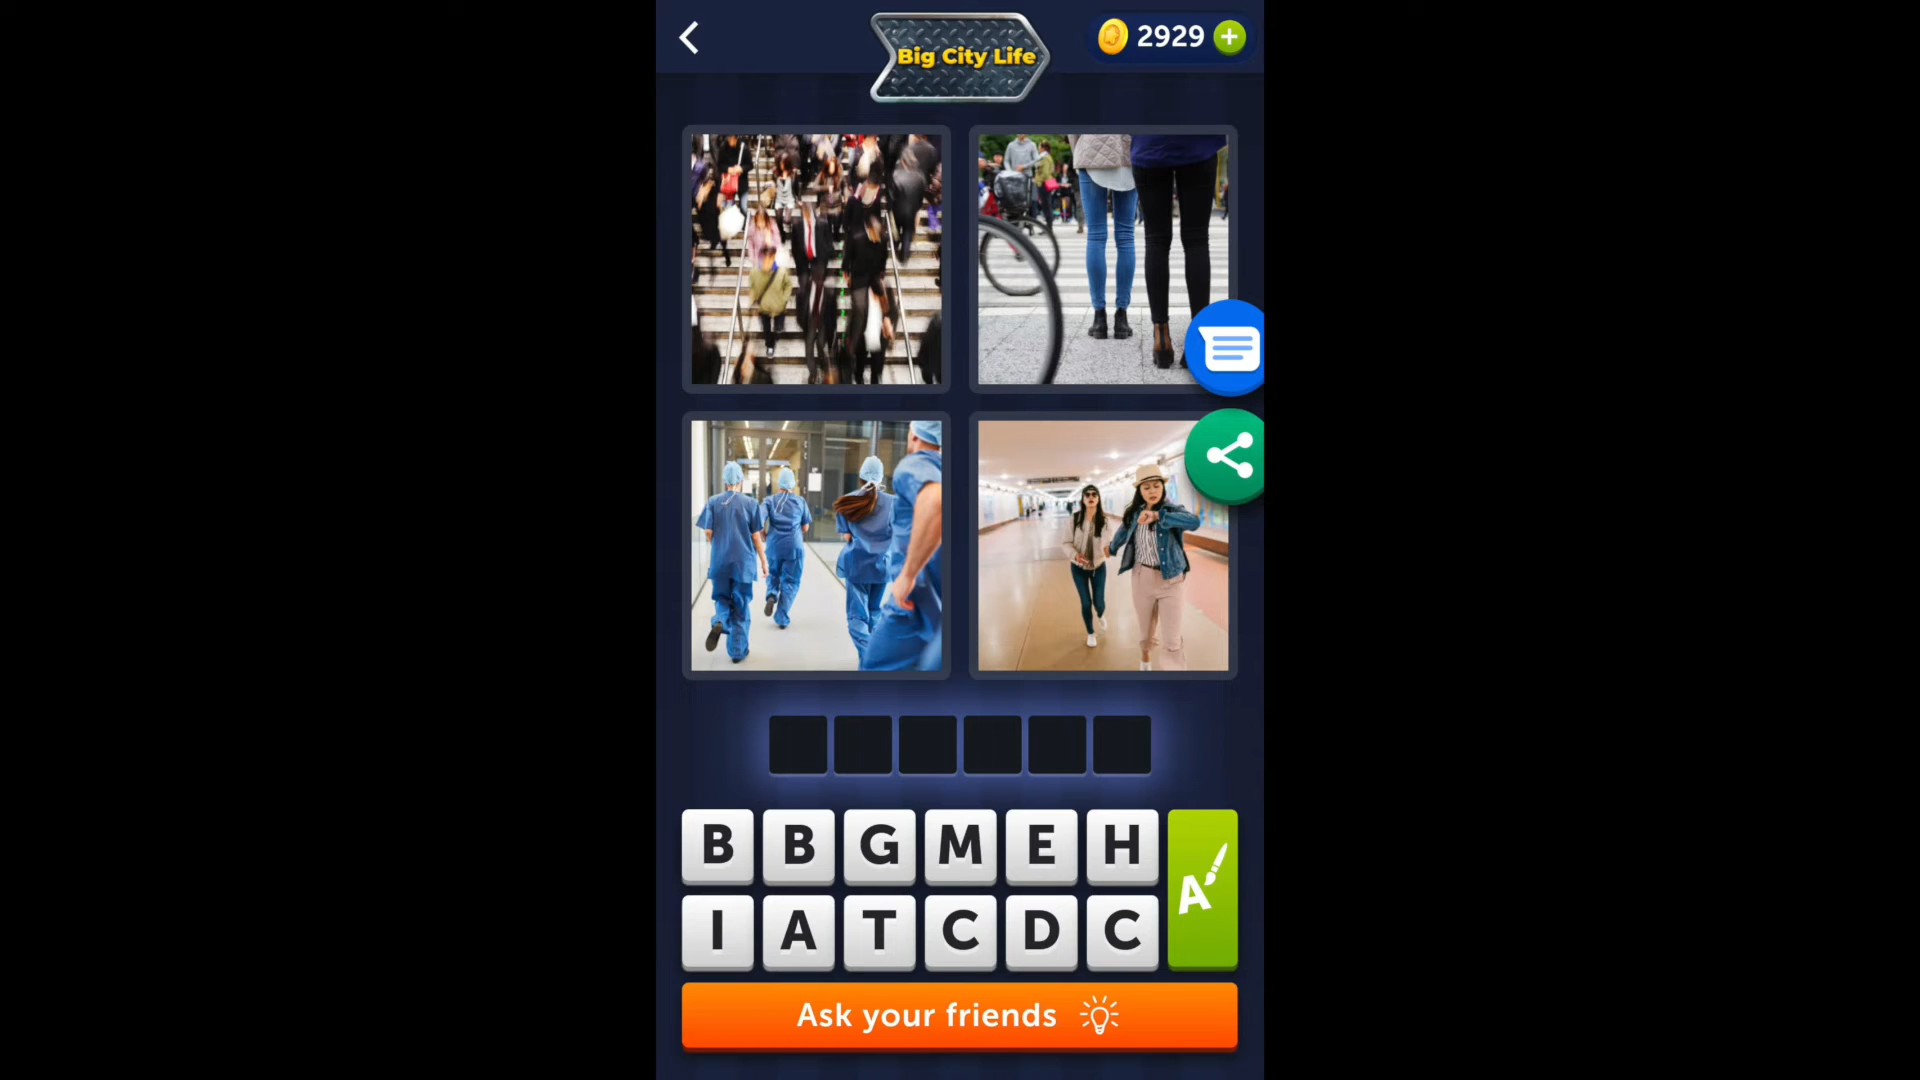 Big City Life
2929 +
B B G M E H
A
I A T C D C
Ask your friends